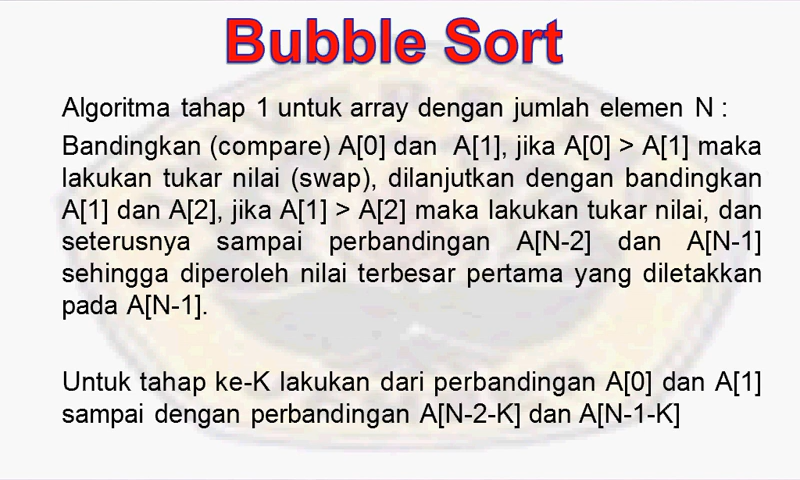 Bubble Sort
Algoritma tahap 1 untuk array dengan jumlah elemen N :
Bandingkan (compare) A[0] dan A[1], jika A[0] > A[1] maka
lakukan tukar nilai (swap), dilanjutkan dengan bandingkan
A[1] dan A[2], jika A[1] > A[2] maka lakukan tukar nilai, dan
seterusnya sampai perbandingan A[N-2] dan A[N-1]
sehingga diperoleh nilai terbesar pertama yang diletakkan
pada A[N-1].
Untuk tahap ke-K lakukan dari perbandingan A[0] dan A[1]
sampai dengan perbandingan A[N-2-K] dan A[N-1-K]